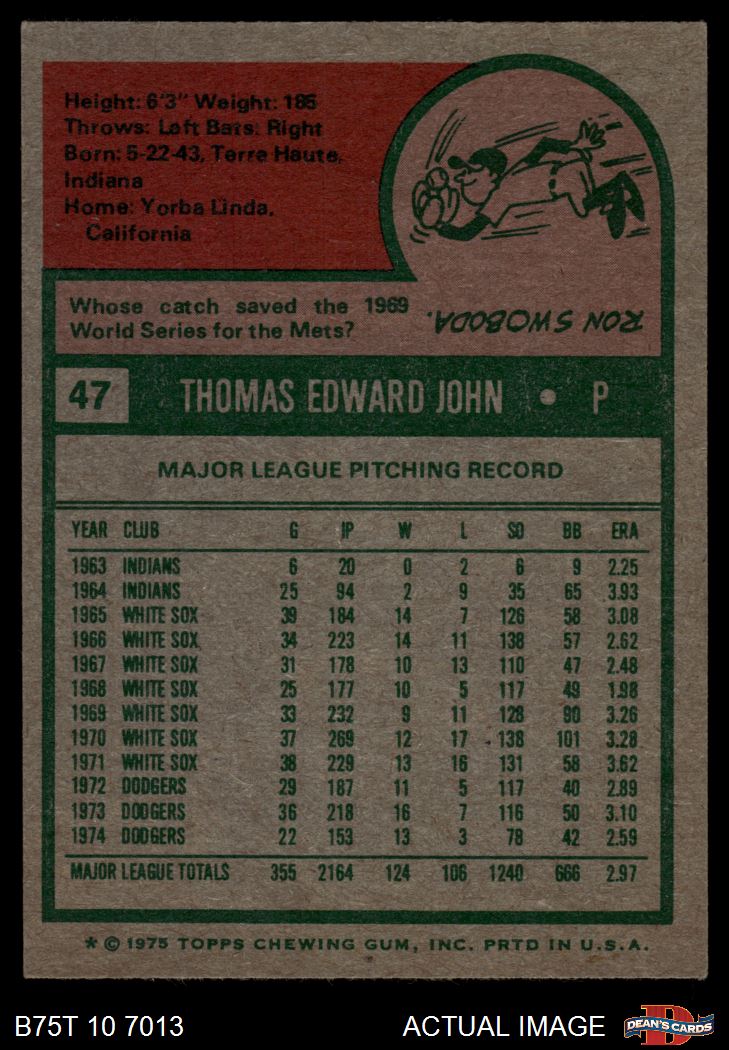 Height: 6'3" Weight: 185
Throws: Left Bats: Right
Born: 5-22-43, Terre Haute,
Indiana
Home: Yorba Linda,
California
Whose catch saved the 1969
World Series for the Mets?
RON SWOBODA.
47 THOMAS EDWARD JOHN • P
MAJOR LEAGUE PITCHING RECORD
YEAR CLUB G IP W L SO BB ERA
1963 INDIANS 6 20 0 2 6 9 2.25
1964 INDIANS 25 94 2 9 35 65 3.93
1965 WHITE SOX 39 184 14 7 126 58 3.08
1966 WHITE SOX 34 223 14 11 138 57 2.62
1967 WHITE SOX 31 178 10 13 110 47 2.48
1968 WHITE SOX 25 177 10 5 117 49 1.98
1969 WHITE SOX 33 232 9 11 128 90 3.26
1970 WHITE SOX 37 269 12 17 138 101 3.28
1971 WHITE SOX 38 229 13 16 131 58 3.62
1972 DODGERS 29 187 11 5 117 40 2.89
1973 DODGERS 36 218 16 7 116 50 3.10
1974 DODGERS 22 153 13 3 78 42 2.59
MAJOR LEAGUE TOTALS 355 2164 124 106 1240 666 2.97
* © 1975 TOPPS CHEWING GUM, INC. PRTD IN U.S.A.
B75T 10 7013 ACTUAL IMAGE D DEAN'S CARDS